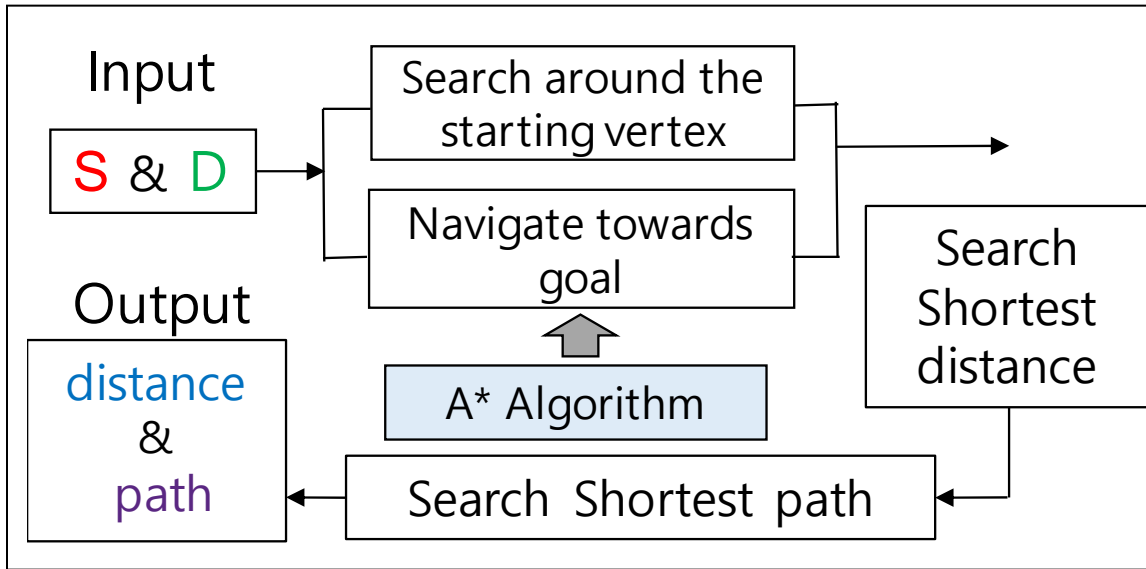 Input
S & D
Search around the
starting vertex
Navigate towards
goal
A* Algorithm
Search
Shortest
distance
Search Shortest path
Output
distance
&
path